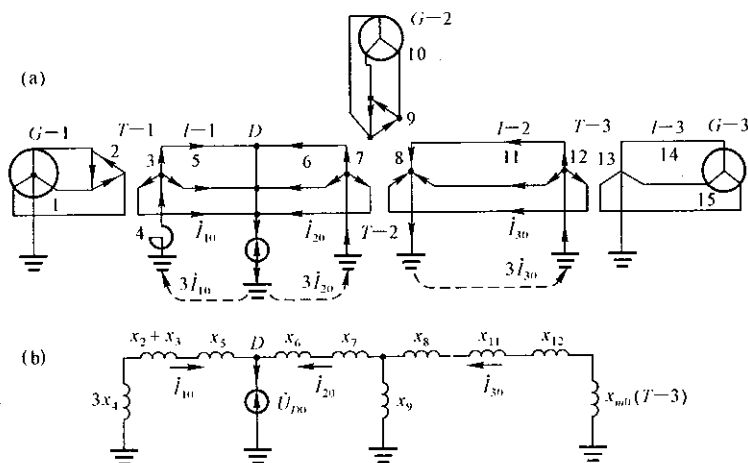 G-2
10
(a)
9
G-1 T-1 l-1 D l-2 T-3 l-3 G-3
2 3 5 6 7 8 11 12 13 14
1 15
4 İ₁₀ İ₂₀ T-2 İ₃₀
3İ₁₀ 3İ₂₀ 3İ₃₀
(b)
x₂+x₃ x₅ D x₆ x₇ x₈ x₁₁ x₁₂
İ₁₀ İ₂₀ İ₃₀
3x₄ U̇_D0 x₉ x_m0(T-3)